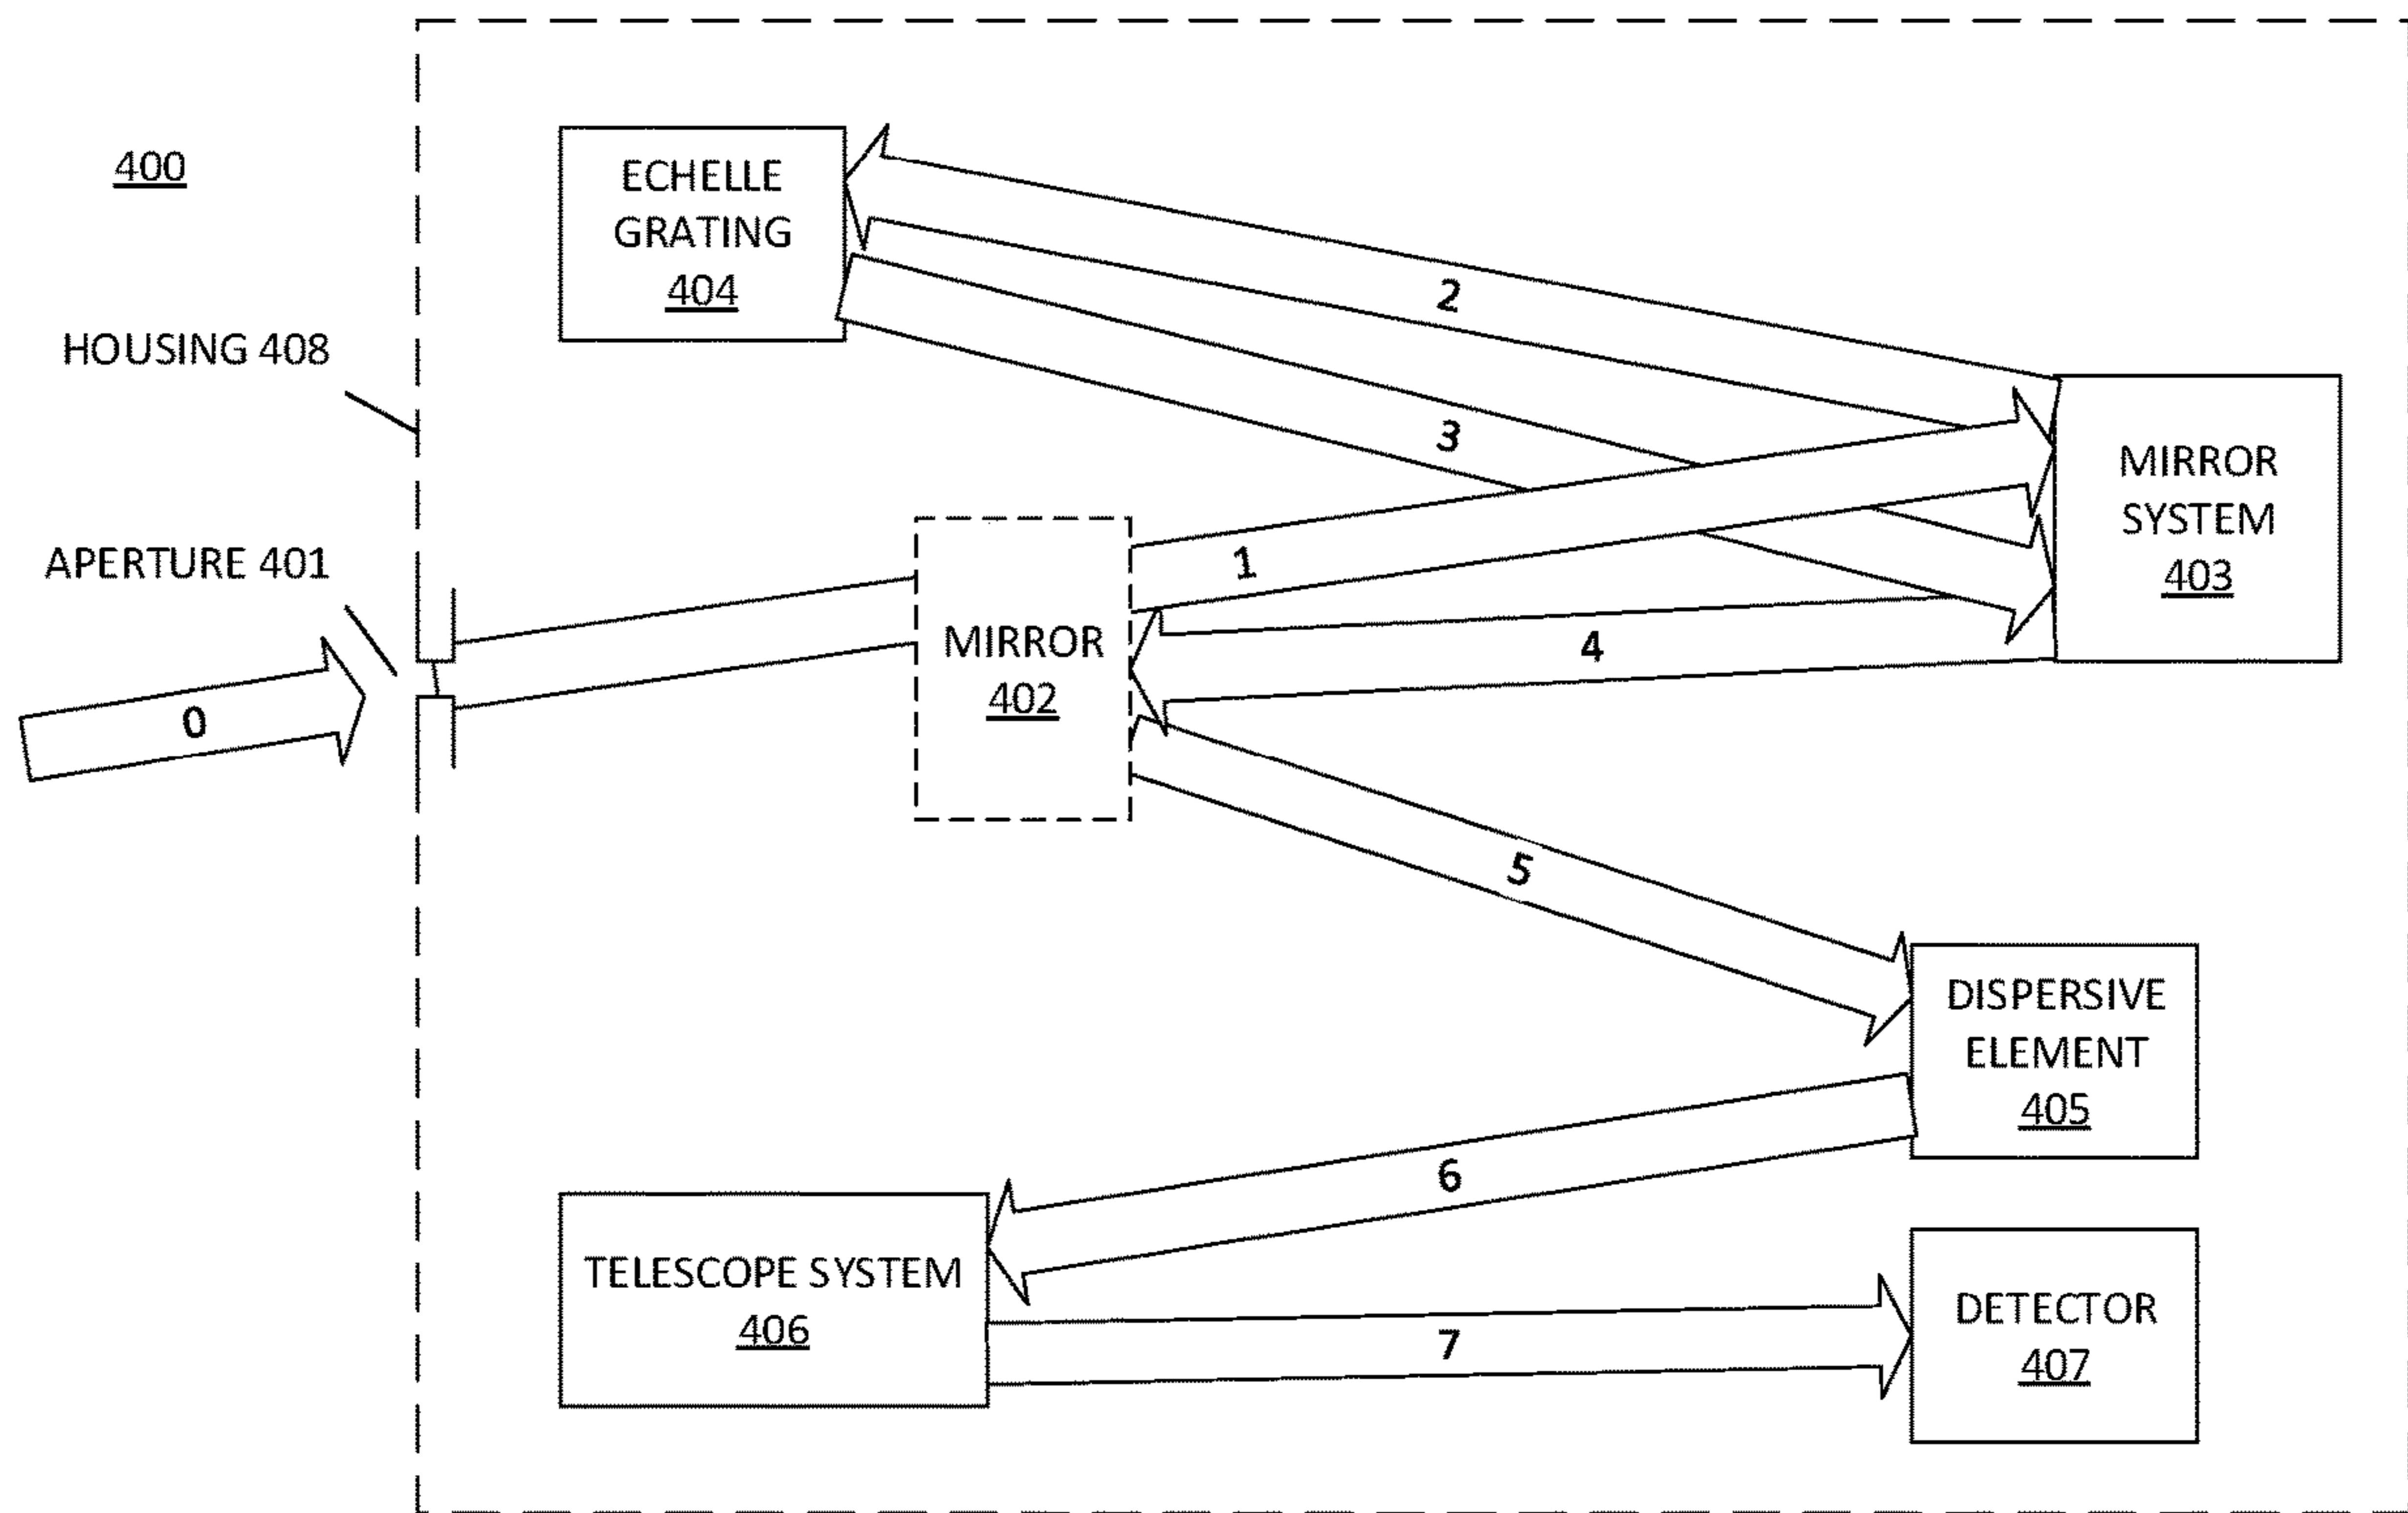 400
ECHELLE
GRATING
404
2
HOUSING 408
3
MIRROR
SYSTEM
403
APERTURE 401
1
MIRROR
402
4
0
5
DISPERSIVE
ELEMENT
405
6
TELESCOPE SYSTEM
406
7
DETECTOR
407